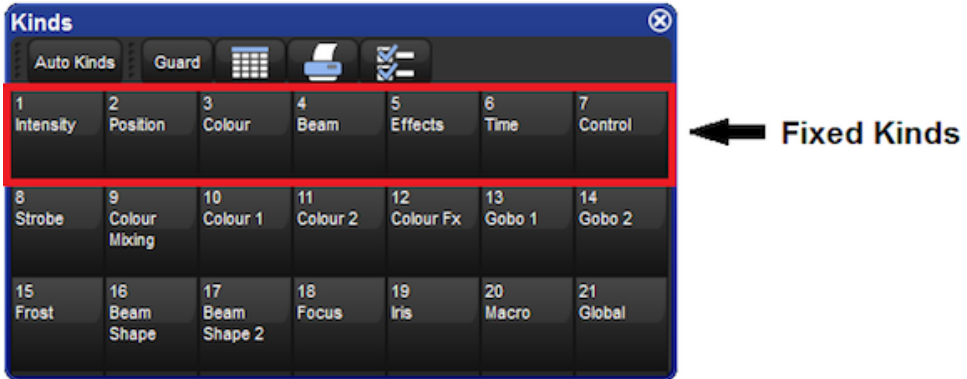 Kinds
Auto Kinds Guard
1 2 3 4 5 6 7
Intensity Position Colour Beam Effects Time Control
Fixed Kinds
8 9 10 11 12 13 14
Strobe Colour Colour 1 Colour 2 Colour Fx Gobo 1 Gobo 2
Mixing
15 16 17 18 19 20 21
Frost Beam Beam Focus Iris Macro Global
Shape Shape 2